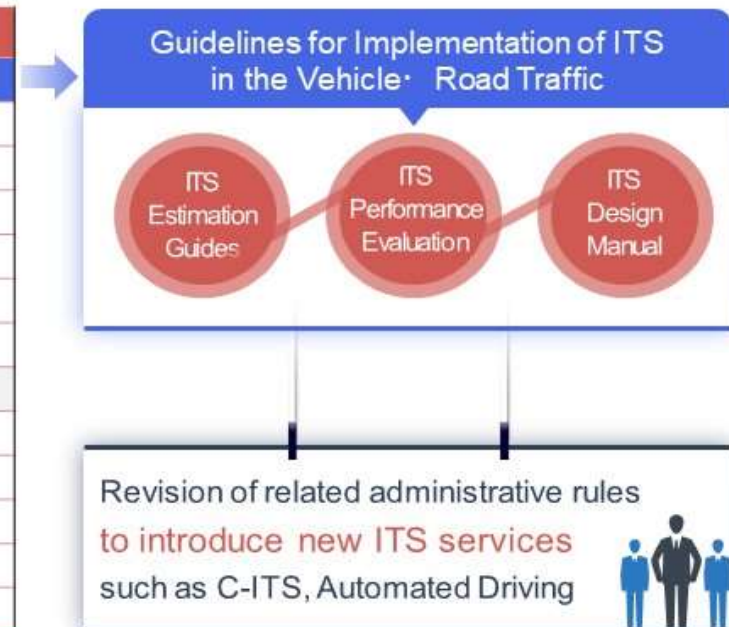 Guidelines for Implementation of ITS
in the Vehicle· Road Traffic
ITS
Estimation
Guides
ITS
Performance
Evaluation
ITS
Design
Manual
Revision of related administrative rules
to introduce new ITS services
such as C-ITS, Automated Driving